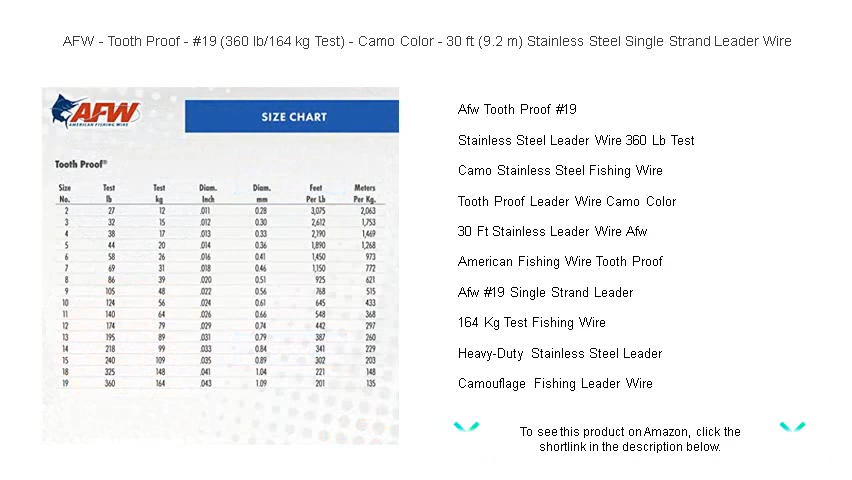 AFW - Tooth Proof - #19 (360 lb/164 kg Test) - Camo Color - 30 ft (9.2 m) Stainless Steel Single Strand Leader Wire
AFW
AMERICAN FISHING WIRE
SIZE CHART
Tooth Proof®
Size Test Test Diam. Diam. Feet Meters
No. lb kg Inch mm Per Lb Per Kg.
2 27 12 .011 0.28 3,075 2,063
3 32 15 .012 0.30 2,612 1,753
4 38 17 .013 0.33 2,190 1,469
5 44 20 .014 0.36 1,890 1,268
6 58 26 .016 0.41 1,450 973
7 69 31 .018 0.46 1,150 772
8 86 39 .020 0.51 925 621
9 105 48 .022 0.56 768 515
10 124 56 .024 0.61 645 433
11 140 64 .026 0.66 548 368
12 174 79 .029 0.74 442 297
13 195 89 .031 0.79 387 260
14 218 99 .033 0.84 341 229
15 240 109 .035 0.89 302 203
18 325 148 .041 1.04 221 148
19 360 164 .043 1.09 201 135
Afw Tooth Proof #19
Stainless Steel Leader Wire 360 Lb Test
Camo Stainless Steel Fishing Wire
Tooth Proof Leader Wire Camo Color
30 Ft Stainless Leader Wire Afw
American Fishing Wire Tooth Proof
Afw #19 Single Strand Leader
164 Kg Test Fishing Wire
Heavy-Duty Stainless Steel Leader
Camouflage Fishing Leader Wire
To see this product on Amazon, click the
shortlink in the description below.